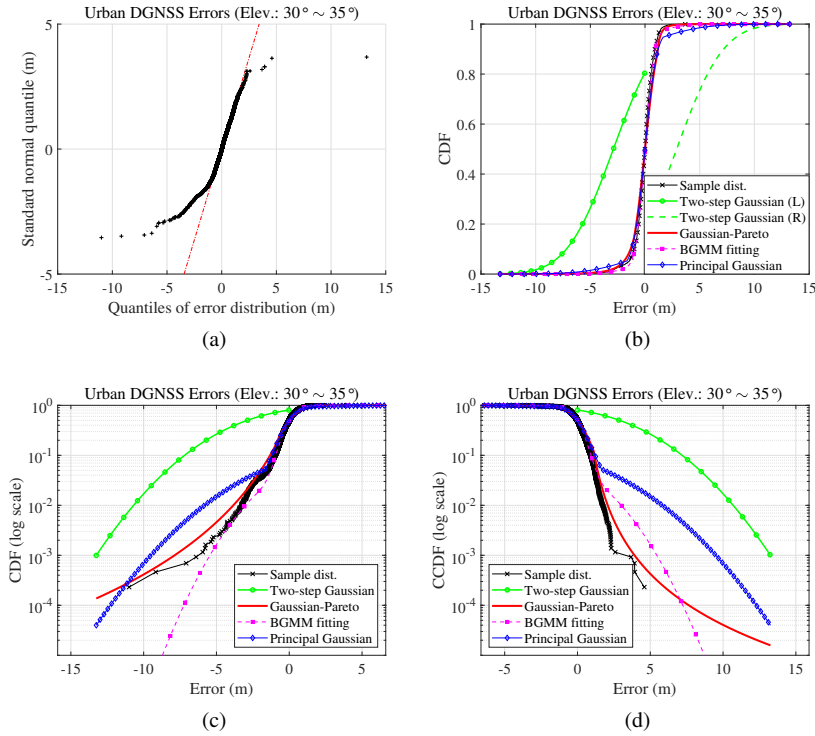 Urban DGNSS Errors (Elev.: 30° ∼ 35°)
5
0
-5
Standard normal quantile (m)
-15 -10 -5 0 5 10 15
Quantiles of error distribution (m)
(a)
Urban DGNSS Errors (Elev.: 30° ∼ 35°)
1
0.8
0.6
0.4
0.2
0
CDF
Sample dist.
Two-step Gaussian (L)
Two-step Gaussian (R)
Gaussian-Pareto
BGMM fitting
Principal Gaussian
-15 -10 -5 0 5 10 15
Error (m)
(b)
Urban DGNSS Errors (Elev.: 30° ∼ 35°)
10^0
10^-1
10^-2
10^-3
10^-4
CDF (log scale)
Sample dist.
Two-step Gaussian
Gaussian-Pareto
BGMM fitting
Principal Gaussian
-15 -10 -5 0 5
Error (m)
(c)
Urban DGNSS Errors (Elev.: 30° ∼ 35°)
10^0
10^-1
10^-2
10^-3
10^-4
CCDF (log scale)
Sample dist.
Two-step Gaussian
Gaussian-Pareto
BGMM fitting
Principal Gaussian
-5 0 5 10 15
Error (m)
(d)